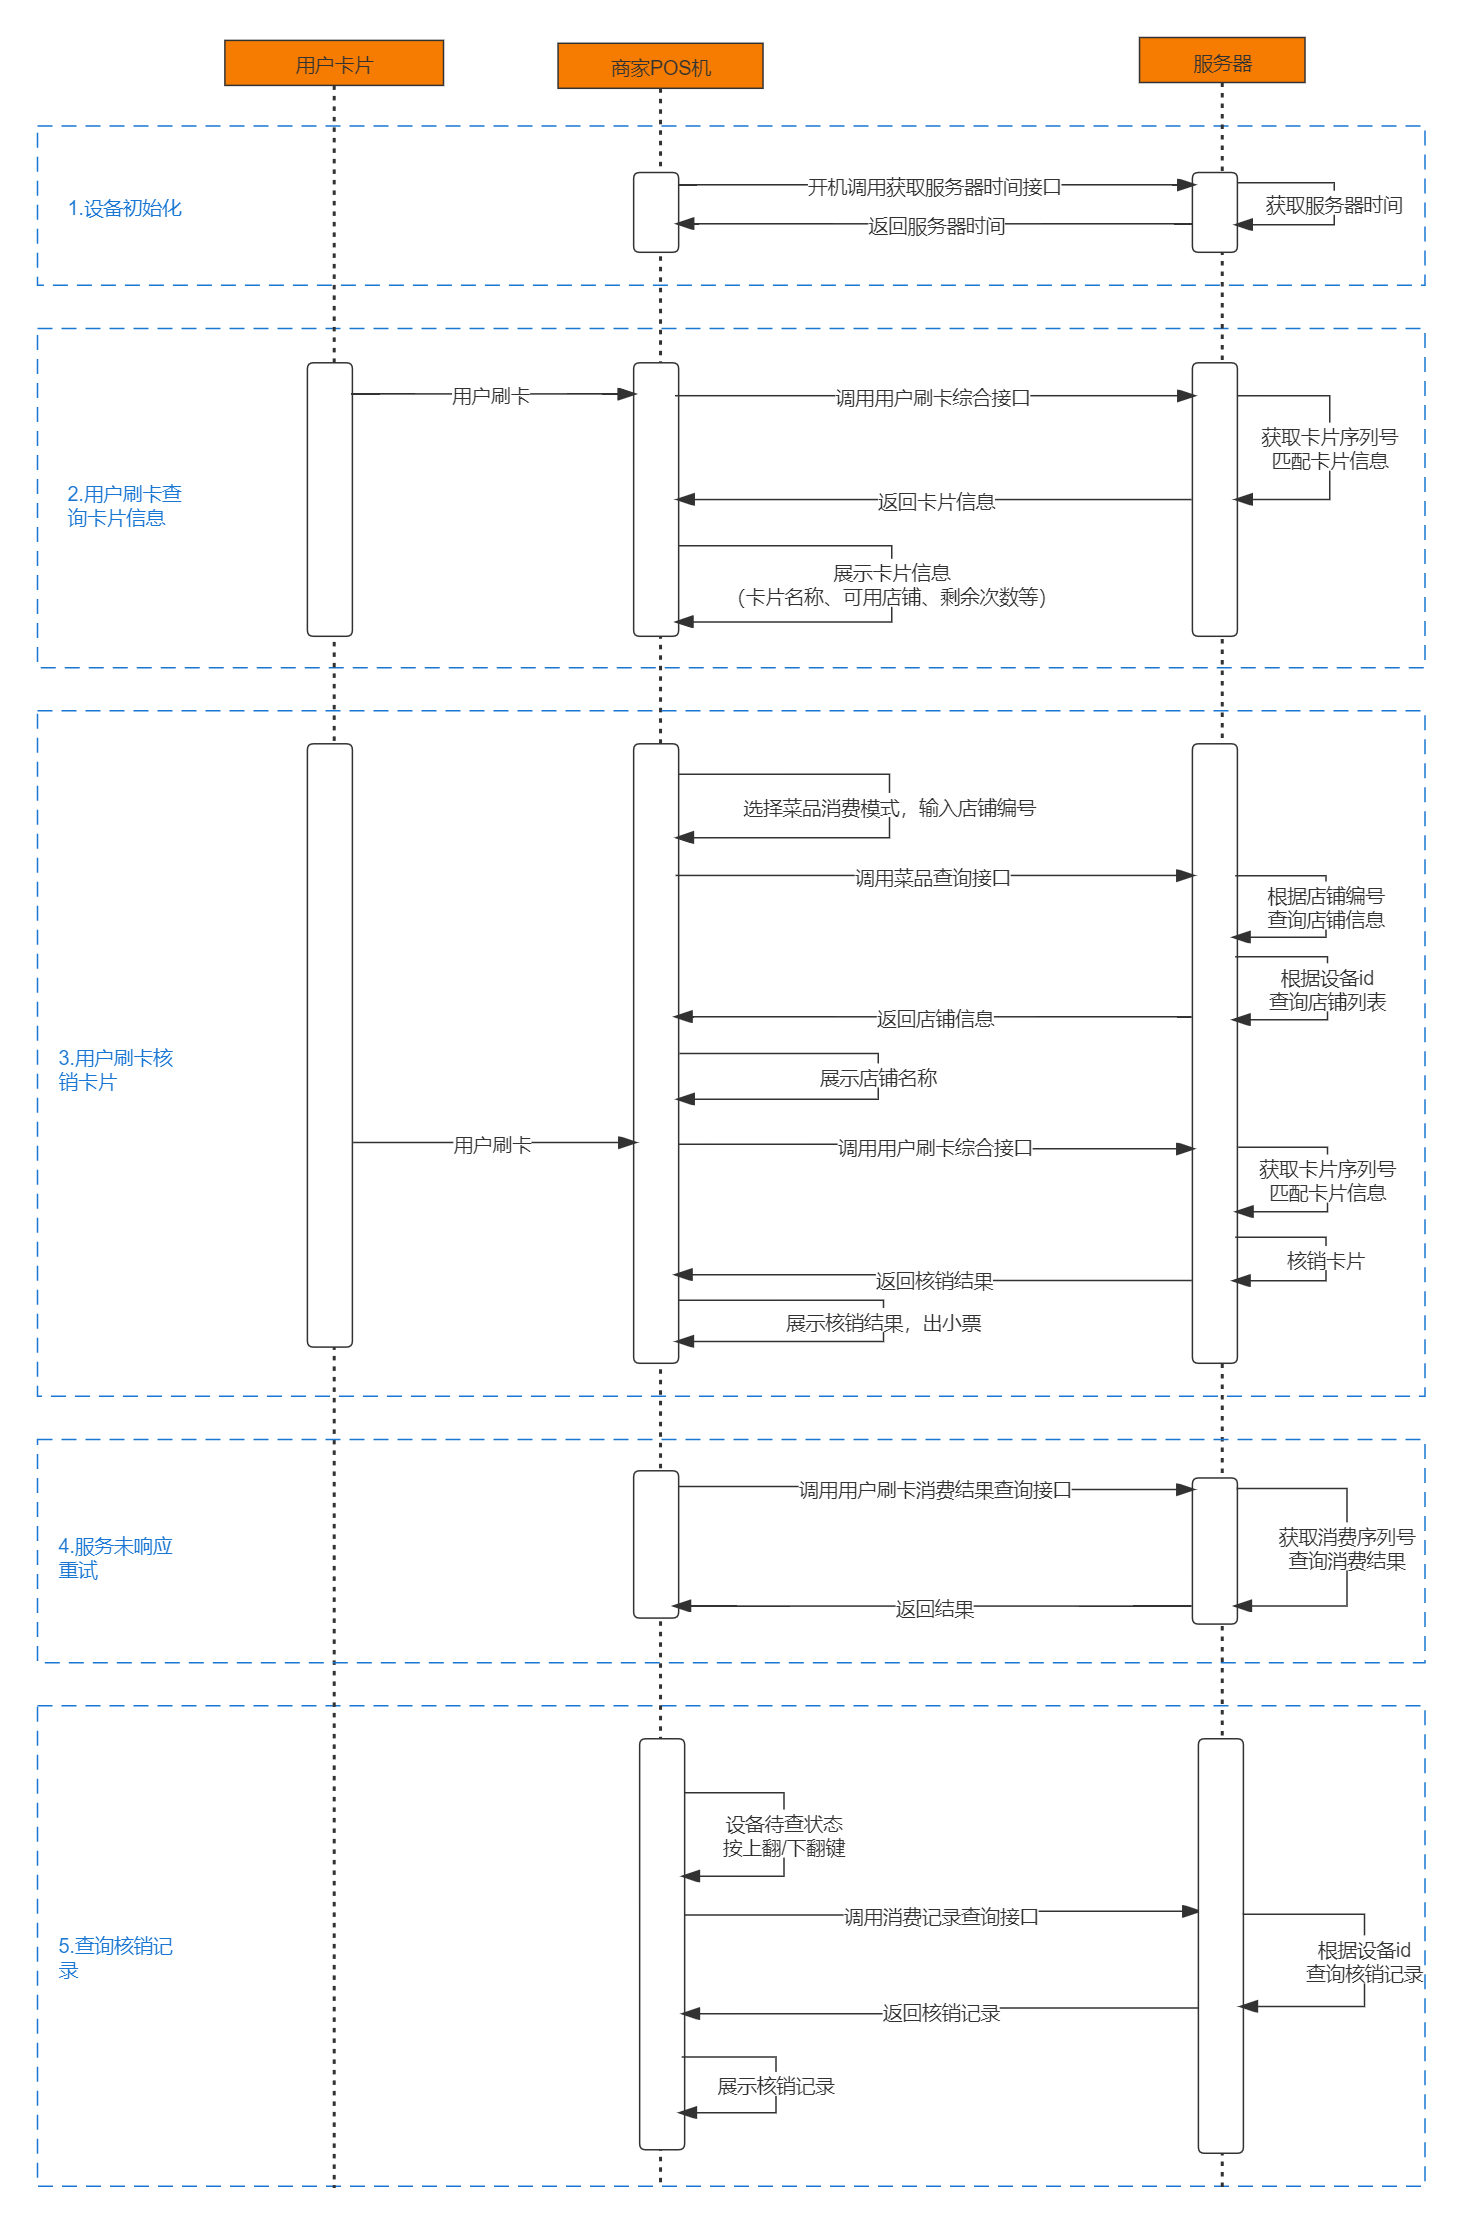 用户卡片
商家POS机
服务器
1.设备初始化
开机调用获取服务器时间接口
获取服务器时间
返回服务器时间
2.用户刷卡查
询卡片信息
用户刷卡
调用用户刷卡综合接口
获取卡片序列号
匹配卡片信息
返回卡片信息
展示卡片信息
（卡片名称、可用店铺、剩余次数等）
3.用户刷卡核
销卡片
选择菜品消费模式，输入店铺编号
调用菜品查询接口
根据店铺编号
查询店铺信息
根据设备id
查询店铺列表
返回店铺信息
展示店铺名称
用户刷卡
调用用户刷卡综合接口
获取卡片序列号
匹配卡片信息
核销卡片
返回核销结果
展示核销结果，出小票
4.服务未响应
重试
调用用户刷卡消费结果查询接口
获取消费序列号
查询消费结果
返回结果
5.查询核销记
录
设备待查状态
按上翻/下翻键
调用消费记录查询接口
根据设备id
查询核销记录
返回核销记录
展示核销记录